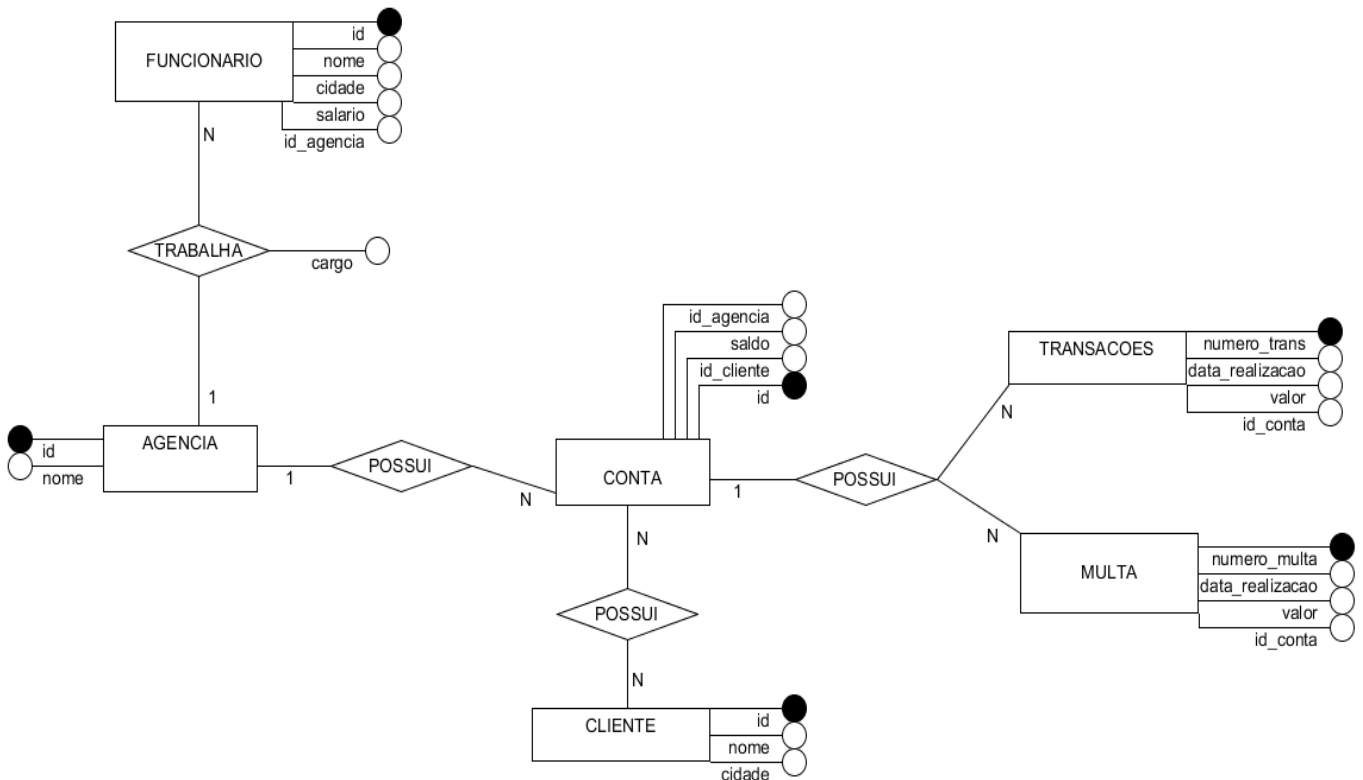 FUNCIONARIO
id
nome
cidade
salario
id_agencia
N
TRABALHA
cargo
1
AGENCIA
id
nome
1
POSSUI
N
id_agencia
saldo
id_cliente
id
CONTA
1
POSSUI
N
TRANSACOES
numero_trans
data_realizacao
valor
id_conta
N
MULTA
numero_multa
data_realizacao
valor
id_conta
N
POSSUI
N
CLIENTE
id
nome
cidade